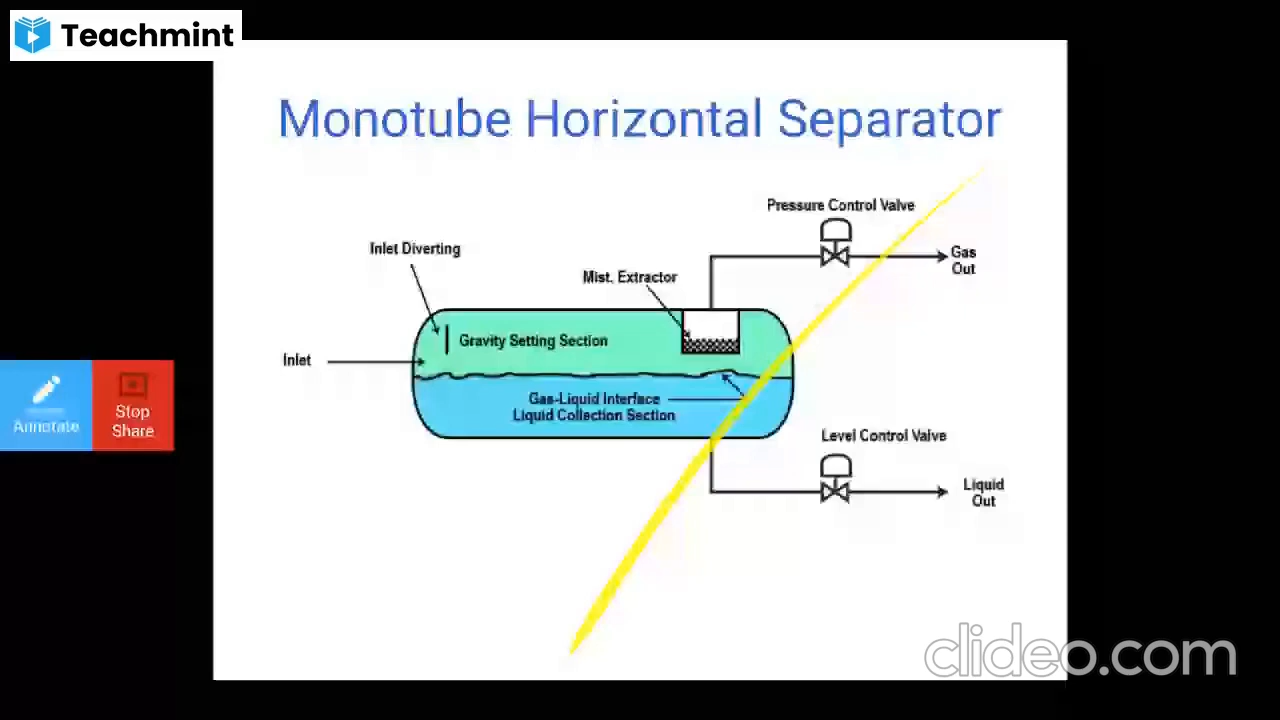 Teachmint
Monotube Horizontal Separator
Pressure Control Valve
Inlet Diverting
Gas
Out
Mist. Extractor
Gravity Setting Section
Inlet
Gas-Liquid Interface
Liquid Collection Section
Annotate
Stop
Share
Level Control Valve
Liquid
Out
clideo.com